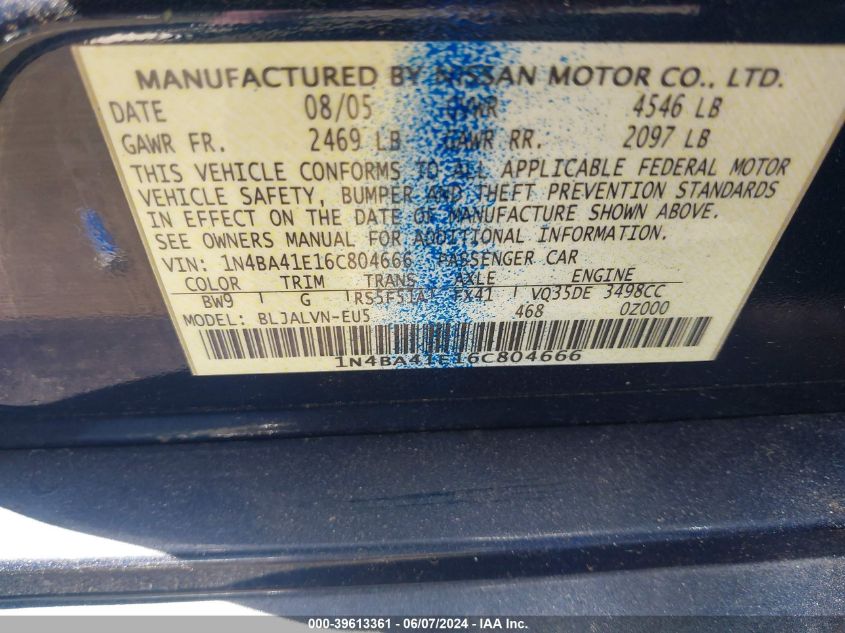 MANUFACTURED BY NISSAN MOTOR CO., LTD.
DATE 08/05 GVWR 4546 LB
GAWR FR. 2469 LB GAWR RR. 2097 LB
THIS VEHICLE CONFORMS TO ALL APPLICABLE FEDERAL MOTOR
VEHICLE SAFETY, BUMPER AND THEFT PREVENTION STANDARDS
IN EFFECT ON THE DATE OF MANUFACTURE SHOWN ABOVE.
SEE OWNERS MANUAL FOR ADDITIONAL INFORMATION.
VIN: 1N4BA41E16C804666 PASSENGER CAR
COLOR TRIM TRANS AXLE ENGINE
BW9 G RS5F51A FX41 VQ35DE 3498CC
MODEL: BLJALVN-EU5 468 0Z000
1N4BA41E16C804666
000-39613361 - 06/07/2024 - Copyright © IAA, Inc.